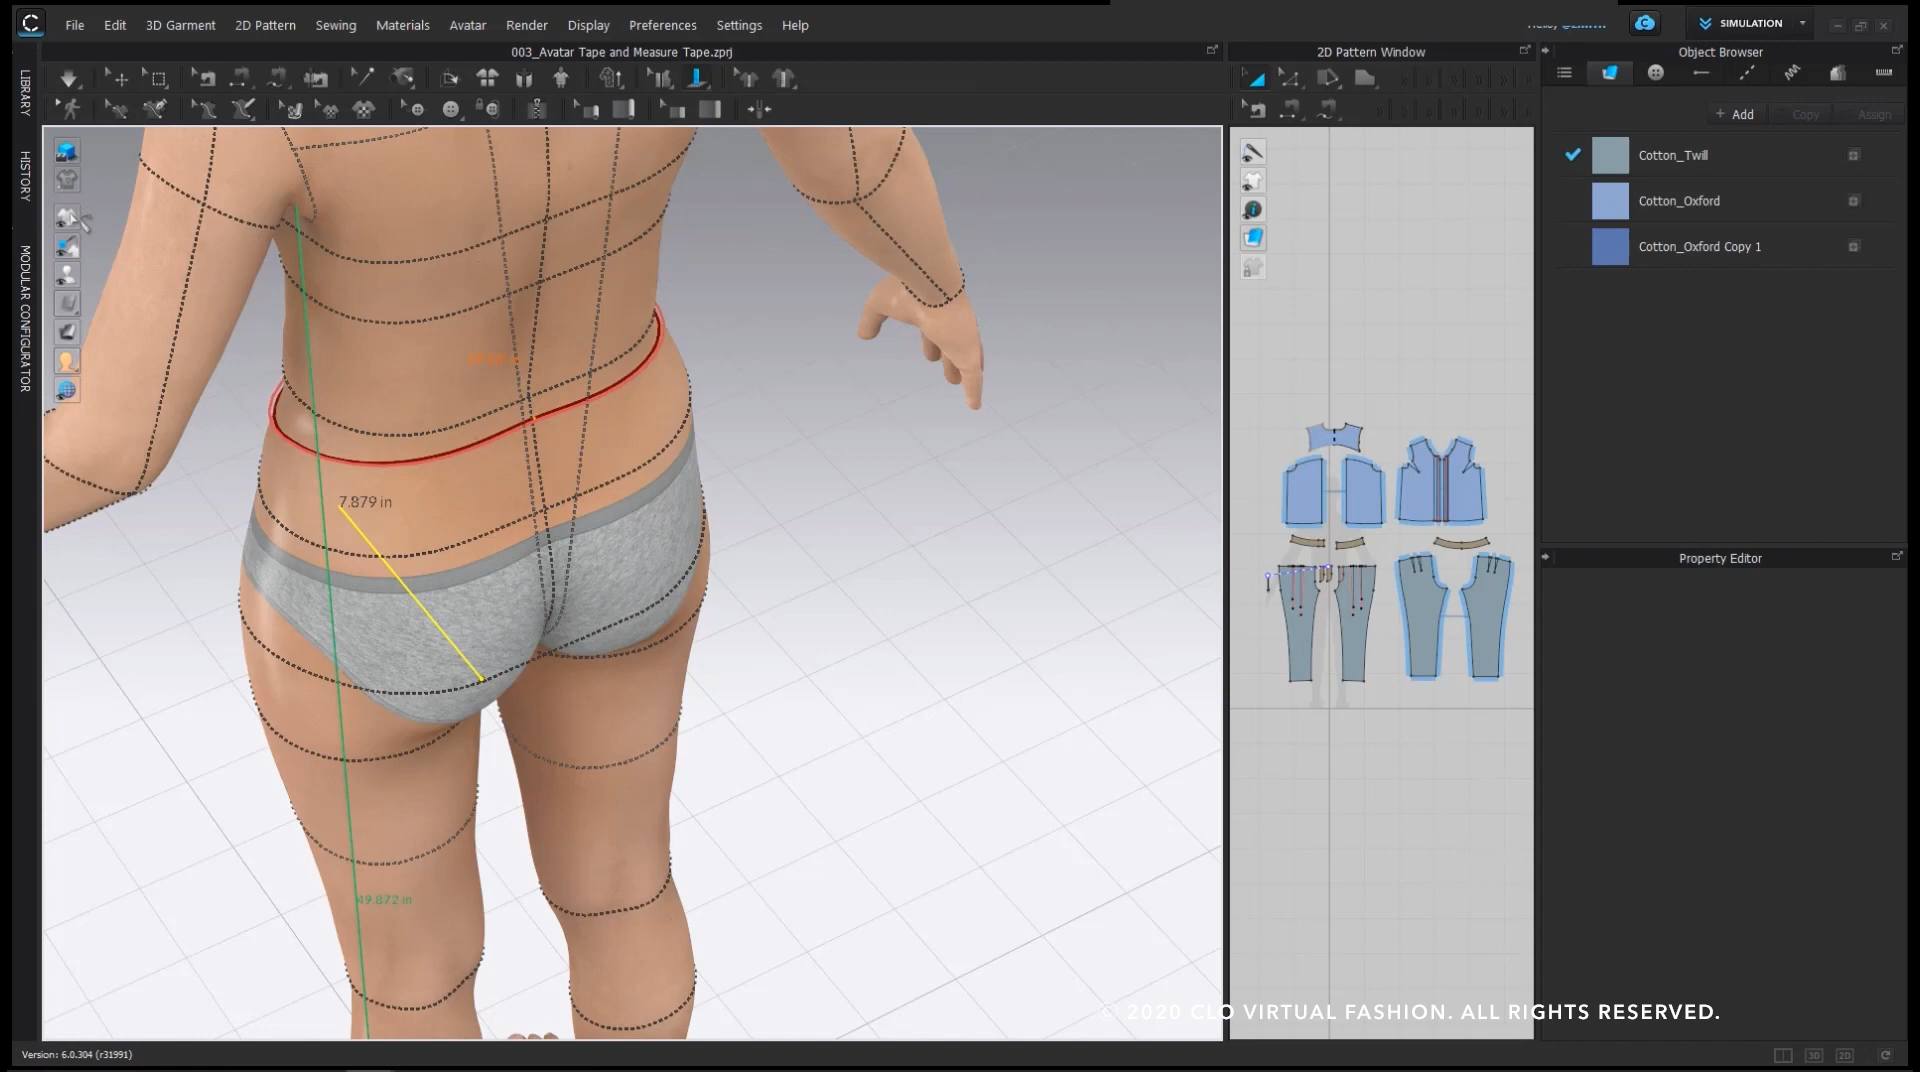 File Edit 3D Garment 2D Pattern Sewing Materials Avatar Render Display Preferences Settings Help
SIMULATION
003_Avatar Tape and Measure Tape.zprj
2D Pattern Window
Object Browser
LIBRARY
HISTORY
MODULAR CONFIGURATOR
+ Add Copy Assign
Cotton_Twill
Cotton_Oxford
Cotton_Oxford Copy 1
7.879 in
Property Editor
49.872 in
© 2020 CLO VIRTUAL FASHION. ALL RIGHTS RESERVED.
Version: 6.0.304 (r31991)
3D 2D